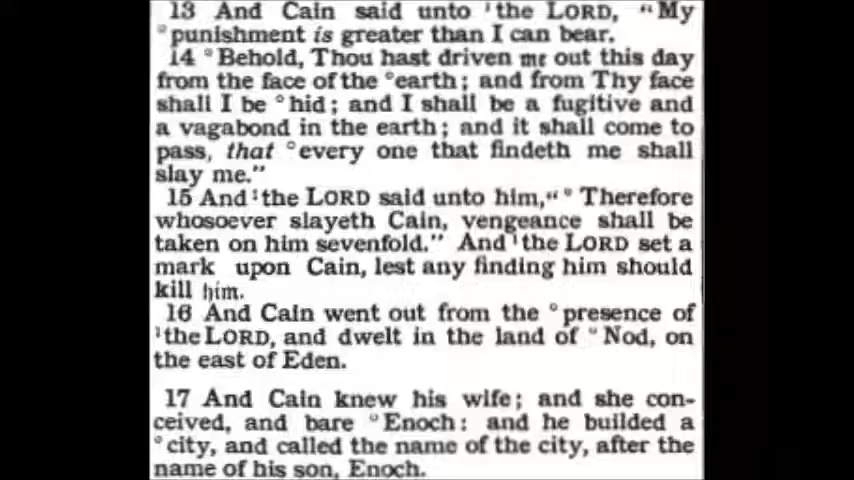 13 And Cain said unto ¹the LORD, "My
°punishment is greater than I can bear.
14 °Behold, Thou hast driven me out this day
from the face of the °earth; and from Thy face
shall I be °hid; and I shall be a fugitive and
a vagabond in the earth; and it shall come to
pass, that °every one that findeth me shall
slay me."
15 And ¹the LORD said unto him, "° Therefore
whosoever slayeth Cain, vengeance shall be
taken on him sevenfold." And ¹the LORD set a
mark upon Cain, lest any finding him should
kill him.
16 And Cain went out from the °presence of
¹the LORD, and dwelt in the land of °Nod, on
the east of Eden.
17 And Cain knew his wife; and she con-
ceived, and bare °Enoch: and he builded a
°city, and called the name of the city, after the
name of his son, Enoch.